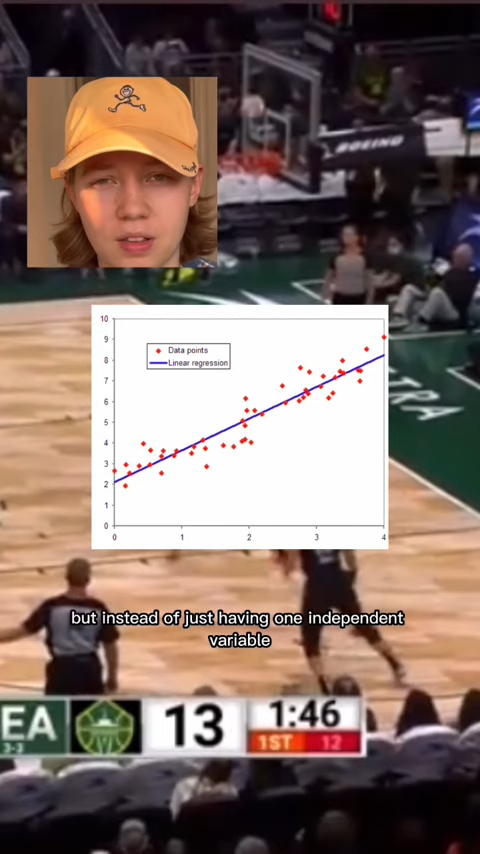 BOEING
10
9
8
7
6
5
4
3
2
1
0
Data points
Linear regression
0 1 2 3 4
but instead of just having one independent
variable
EA
3-3
13
1:46
1ST 12